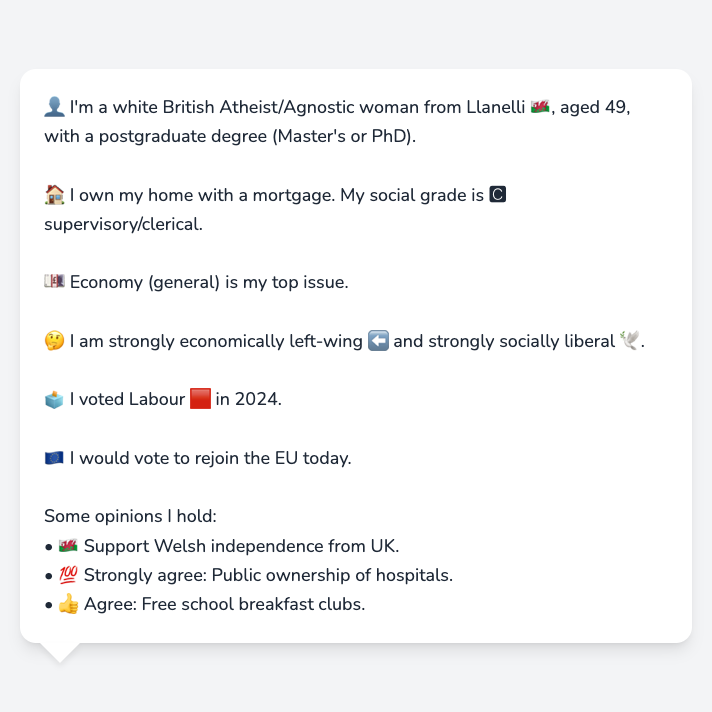 👤 I'm a white British Atheist/Agnostic woman from Llanelli 🏴󠁧󠁢󠁷󠁬󠁳󠁿, aged 49,
with a postgraduate degree (Master's or PhD).
🏠 I own my home with a mortgage. My social grade is C
supervisory/clerical.
💷 Economy (general) is my top issue.
🤔 I am strongly economically left-wing ⬅️ and strongly socially liberal 🕊️.
🗳️ I voted Labour 🟥 in 2024.
🇪🇺 I would vote to rejoin the EU today.
Some opinions I hold:
• 🏴󠁧󠁢󠁷󠁬󠁳󠁿 Support Welsh independence from UK.
• 💯 Strongly agree: Public ownership of hospitals.
• 👍 Agree: Free school breakfast clubs.